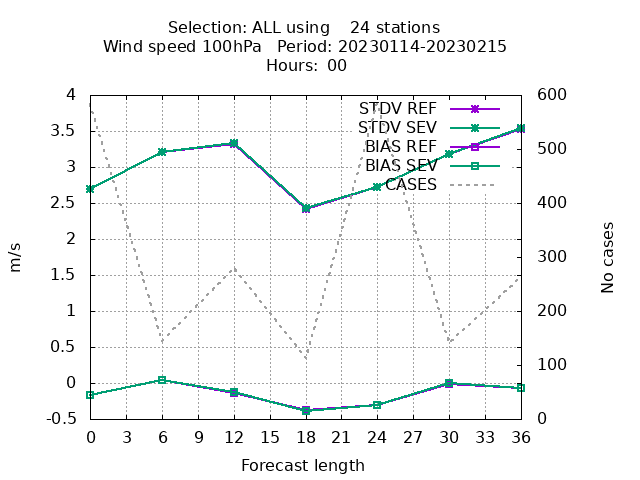 Selection: ALL using    24 stations
Wind speed 100hPa   Period: 20230114-20230215
Hours: 00
4
3.5
3
2.5
2
1.5
1
0.5
0
-0.5
m/s
STDV REF
STDV SEV
BIAS REF
BIAS SEV
CASES
600
500
400
300
200
100
0
No cases
0 3 6 9 12 15 18 21 24 27 30 33 36
Forecast length